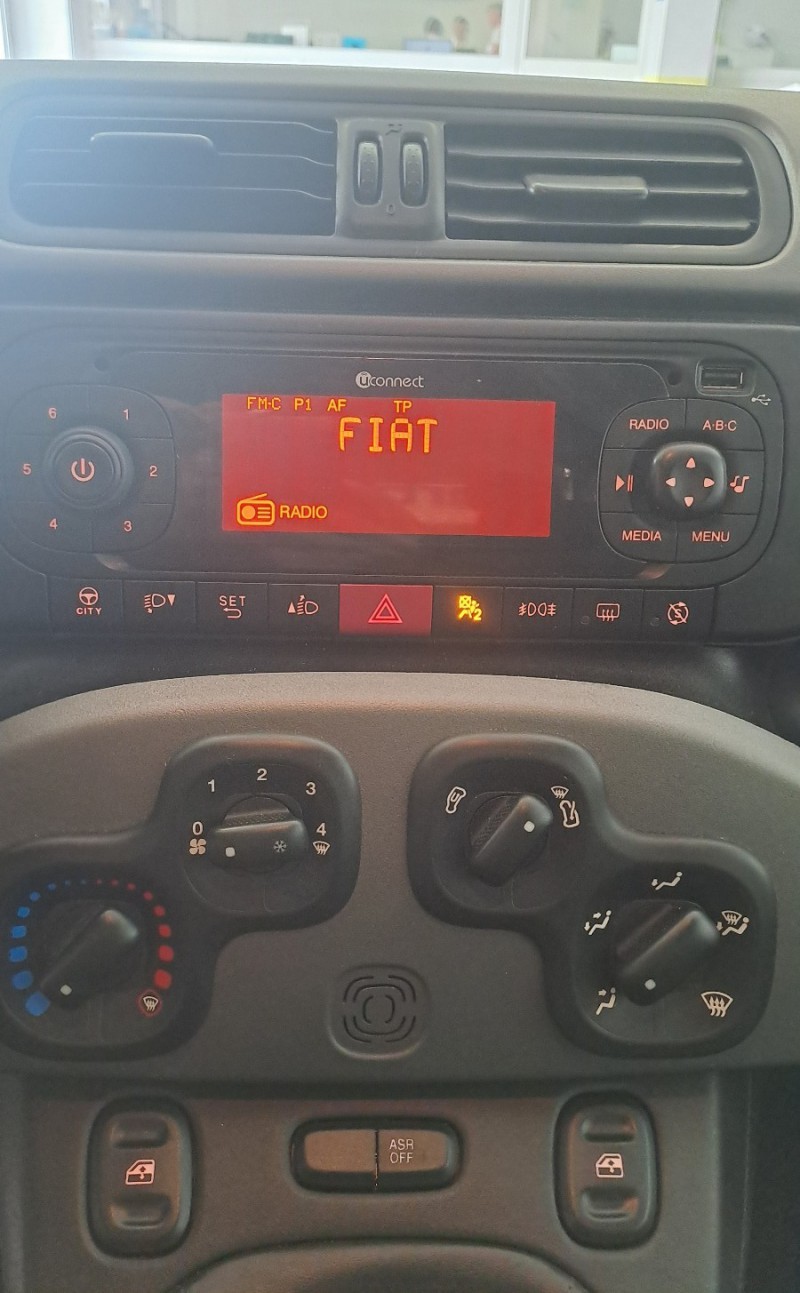 uconnect
FM-C P1 AF TP
FIAT
RADIO
6 1
5 2
4 3
RADIO A·B·C
MEDIA MENU
CITY
SET
2
0 1 2 3 4
ASR
OFF